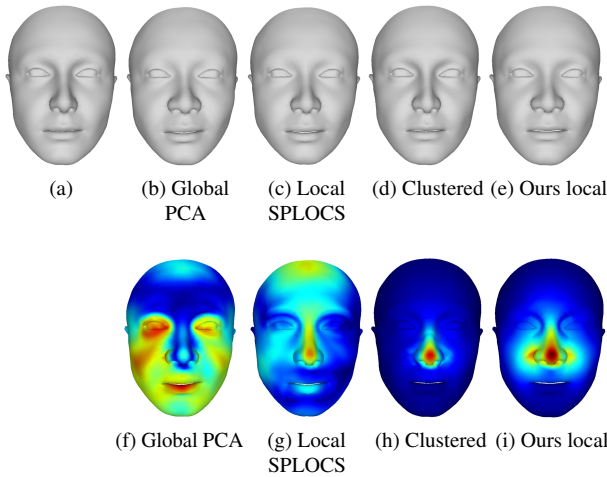 (a)
(b) Global
PCA
(c) Local
SPLOCS
(d) Clustered
(e) Ours local
(f) Global PCA
(g) Local
SPLOCS
(h) Clustered
(i) Ours local